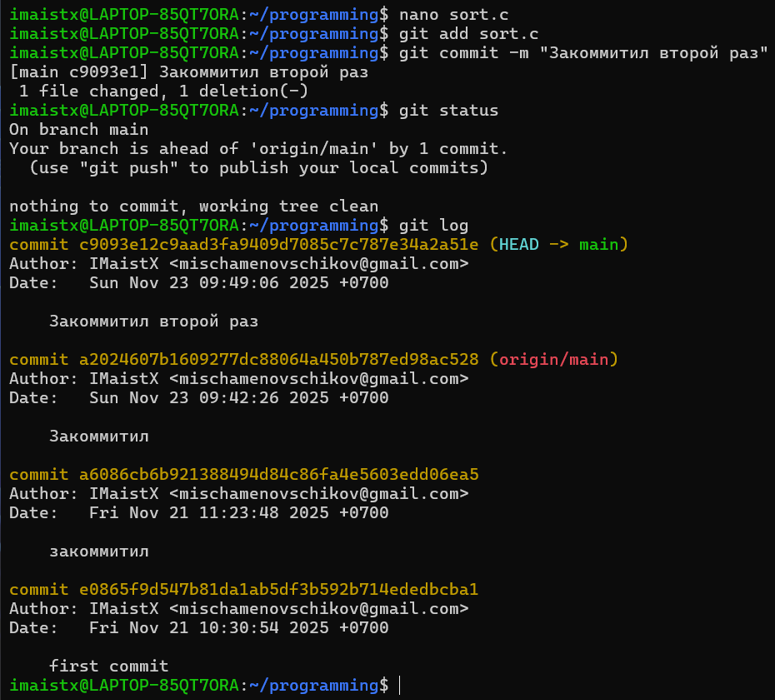 imaistx@LAPTOP-85QT7ORA:~/programming$ nano sort.c
imaistx@LAPTOP-85QT7ORA:~/programming$ git add sort.c
imaistx@LAPTOP-85QT7ORA:~/programming$ git commit -m "Закоммитил второй раз"
[main c9093e1] Закоммитил второй раз
 1 file changed, 1 deletion(-)
imaistx@LAPTOP-85QT7ORA:~/programming$ git status
On branch main
Your branch is ahead of 'origin/main' by 1 commit.
  (use "git push" to publish your local commits)

nothing to commit, working tree clean
imaistx@LAPTOP-85QT7ORA:~/programming$ git log
commit c9093e12c9aad3fa9409d7085c7c787e34a2a51e (HEAD -> main)
Author: IMaistX <mischamenovschikov@gmail.com>
Date:   Sun Nov 23 09:49:06 2025 +0700

    Закоммитил второй раз

commit a2024607b1609277dc88064a450b787ed98ac528 (origin/main)
Author: IMaistX <mischamenovschikov@gmail.com>
Date:   Sun Nov 23 09:42:26 2025 +0700

    Закоммитил

commit a6086cb6b921388494d84c86fa4e5603edd06ea5
Author: IMaistX <mischamenovschikov@gmail.com>
Date:   Fri Nov 21 11:23:48 2025 +0700

    закоммитил

commit e0865f9d547b81da1ab5df3b592b714ededbcba1
Author: IMaistX <mischamenovschikov@gmail.com>
Date:   Fri Nov 21 10:30:54 2025 +0700

    first commit
imaistx@LAPTOP-85QT7ORA:~/programming$